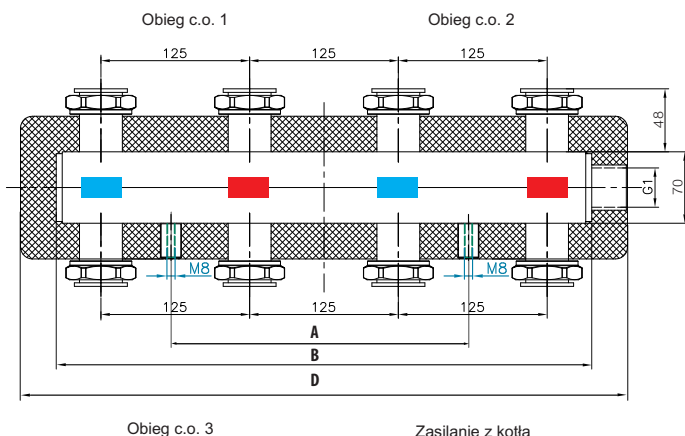 Obieg c.o. 1 Obieg c.o. 2
125 125 125
48
G1 70
M8 M8
125 125 125
A
B
D
Obieg c.o. 3 Zasilanie z kotła